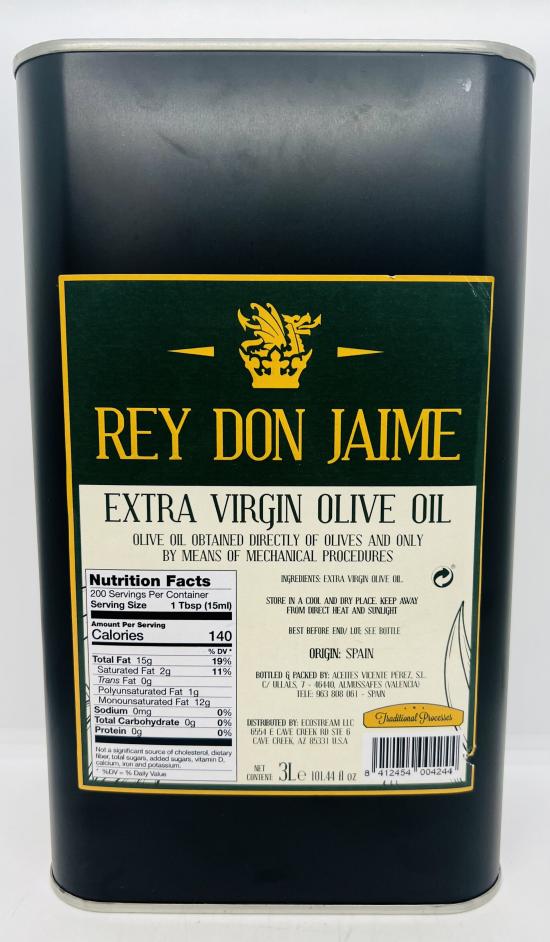 REY DON JAIME
EXTRA VIRGIN OLIVE OIL
OLIVE OIL OBTAINED DIRECTLY OF OLIVES AND ONLY
BY MEANS OF MECHANICAL PROCEDURES
Nutrition Facts
200 Servings Per Container
Serving Size 1 Tbsp (15ml)
Amount Per Serving
Calories 140
% DV *
Total Fat 15g 19%
Saturated Fat 2g 11%
Trans Fat 0g
Polyunsaturated Fat 1g
Monounsaturated Fat 12g
Sodium 0mg 0%
Total Carbohydrate 0g 0%
Protein 0g 0%
Not a significant source of cholesterol, dietary
fiber, total sugars, added sugars, vitamin D,
calcium, iron and potassium.
* %DV = % Daily Value
INGREDIENTS: EXTRA VIRGIN OLIVE OIL.
STORE IN A COOL AND DRY PLACE. KEEP AWAY
FROM DIRECT HEAT AND SUNLIGHT
BEST BEFORE END/ LOT: SEE BOTTLE
ORIGIN: SPAIN
BOTTLED & PACKED BY: ACEITES VICENTE PEREZ, S.L.
C/ ULLALS, 7 - 46440, ALMUSSAFES (VALENCIA)
TELF: 963 808 061 - SPAIN
DISTRIBUTED BY: ECOSTREAM LLC
6554 E CAVE CREEK RD STE 6
CAVE CREEK, AZ 85331 U.S.A
NET
CONTENT: 3L e 101.44 fl oz
Traditional Processes
8 412454 004244